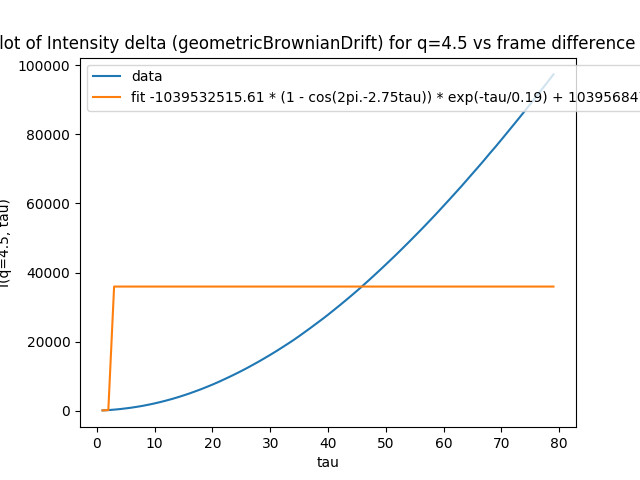 lot of Intensity delta (geometricBrownianDrift) for q=4.5 vs frame difference
data
fit -1039532515.61 * (1 - cos(2pi.-2.75tau)) * exp(-tau/0.19) + 103956847
I(q=4.5, tau)
100000
80000
60000
40000
20000
0
0 10 20 30 40 50 60 70 80
tau